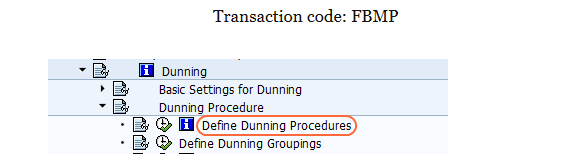 Transaction code: FBMP
Dunning
Basic Settings for Dunning
Dunning Procedure
Define Dunning Procedures
Define Dunning Groupings